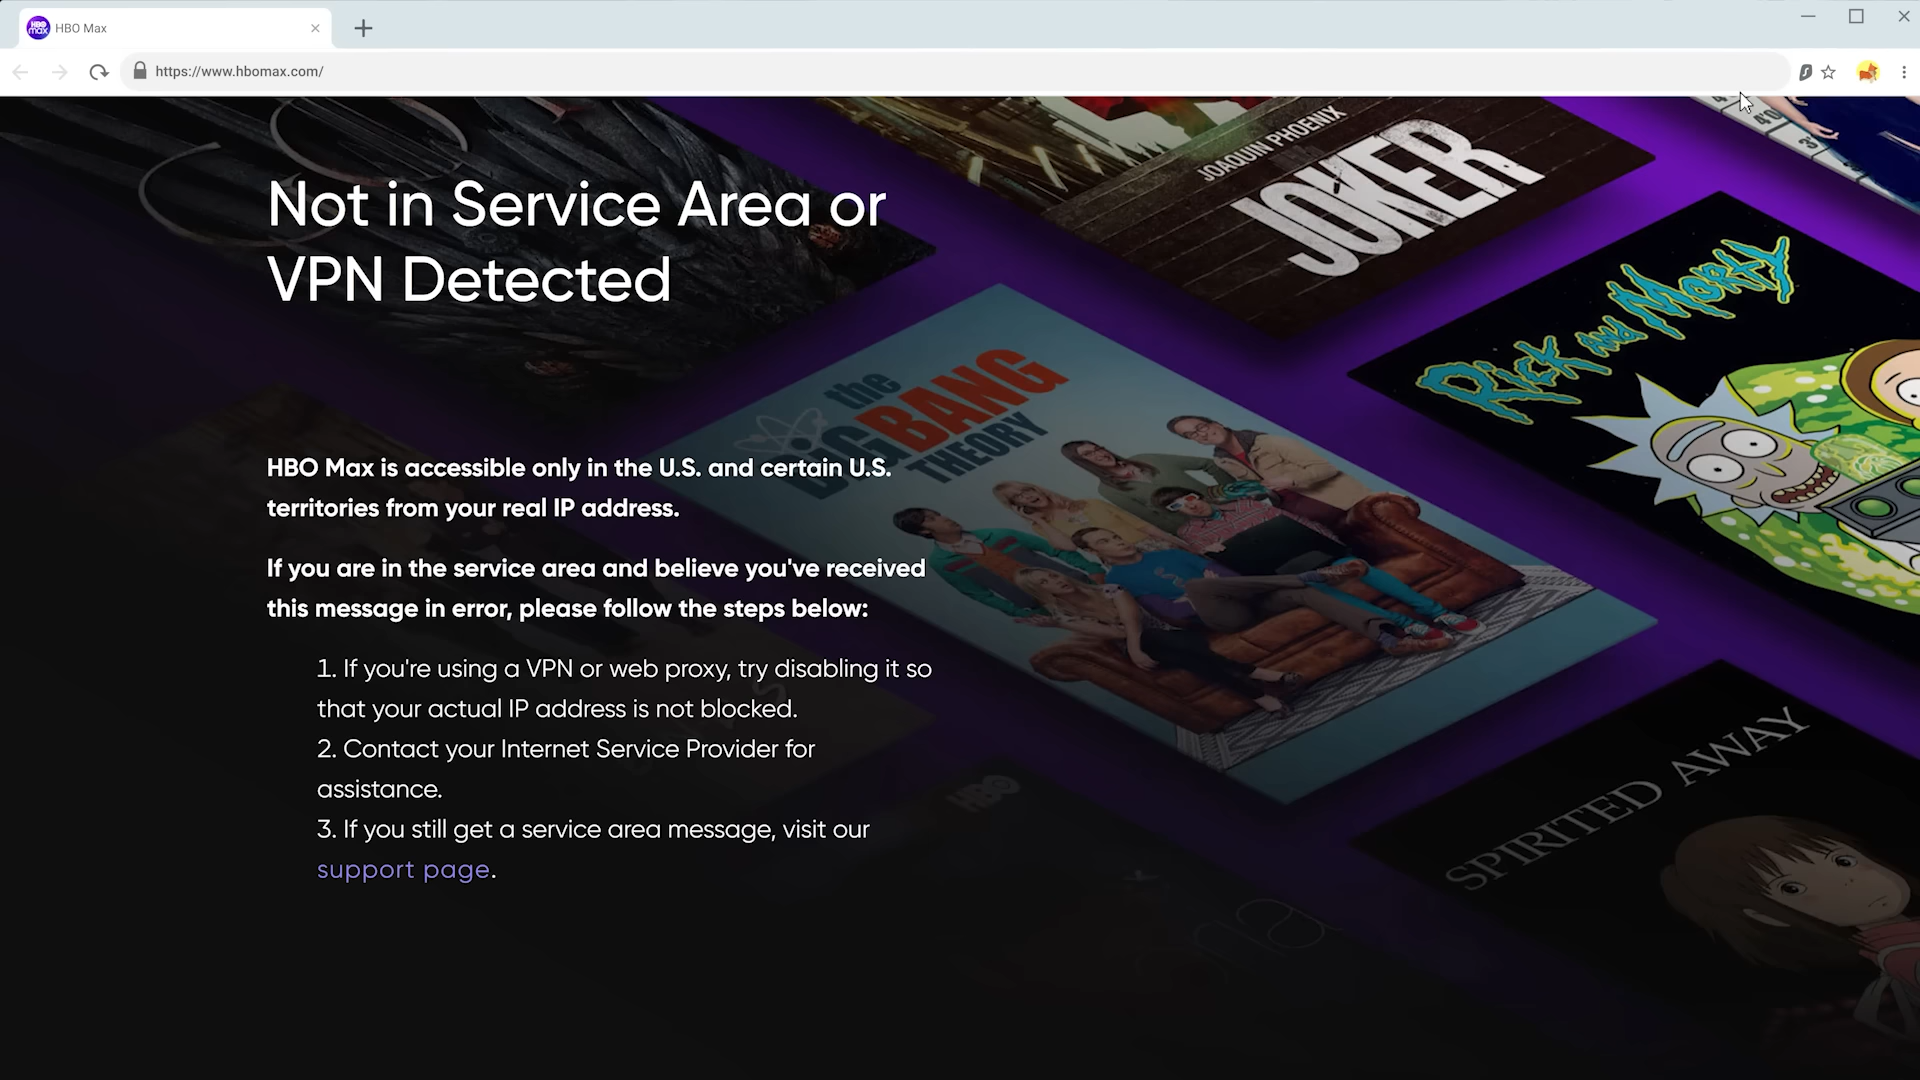 HBO Max
https://www.hbomax.com/
Not in Service Area or
VPN Detected
HBO Max is accessible only in the U.S. and certain U.S.
territories from your real IP address.
If you are in the service area and believe you've received
this message in error, please follow the steps below:
1. If you're using a VPN or web proxy, try disabling it so
that your actual IP address is not blocked.
2. Contact your Internet Service Provider for
assistance.
3. If you still get a service area message, visit our
support page.
JOAQUIN PHOENIX
JOKER
Rick and Morty
the
BIG BANG
THEORY
SPIRITED AWAY
HBO